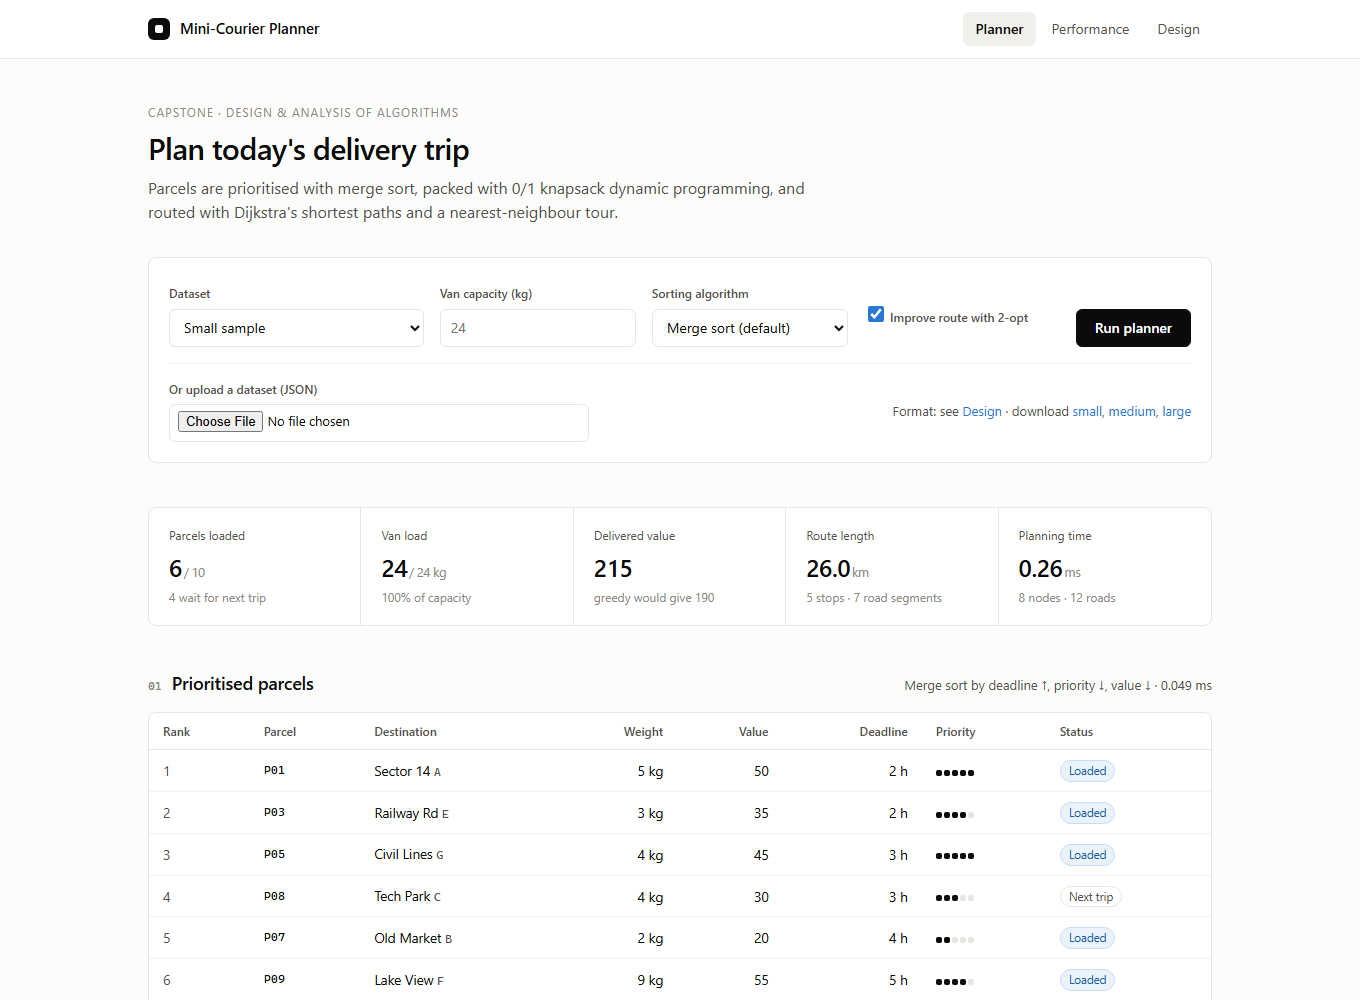 Mini-Courier Planner
Planner Performance Design
CAPSTONE · DESIGN & ANALYSIS OF ALGORITHMS
Plan today's delivery trip
Parcels are prioritised with merge sort, packed with 0/1 knapsack dynamic programming, and
routed with Dijkstra's shortest paths and a nearest-neighbour tour.
Dataset Van capacity (kg) Sorting algorithm
Small sample 24 Merge sort (default) Improve route with 2-opt Run planner
Or upload a dataset (JSON)
Choose File No file chosen Format: see Design · download small, medium, large
Parcels loaded Van load Delivered value Route length Planning time
6 / 10 24 / 24 kg 215 26.0 km 0.26 ms
4 wait for next trip 100% of capacity greedy would give 190 5 stops · 7 road segments 8 nodes · 12 roads
01 Prioritised parcels Merge sort by deadline ↑, priority ↓, value ↓ · 0.049 ms
Rank Parcel Destination Weight Value Deadline Priority Status
1 P01 Sector 14 A 5 kg 50 2 h Loaded
2 P03 Railway Rd E 3 kg 35 2 h Loaded
3 P05 Civil Lines G 4 kg 45 3 h Loaded
4 P08 Tech Park C 4 kg 30 3 h Next trip
5 P07 Old Market B 2 kg 20 4 h Loaded
6 P09 Lake View F 9 kg 55 5 h Loaded